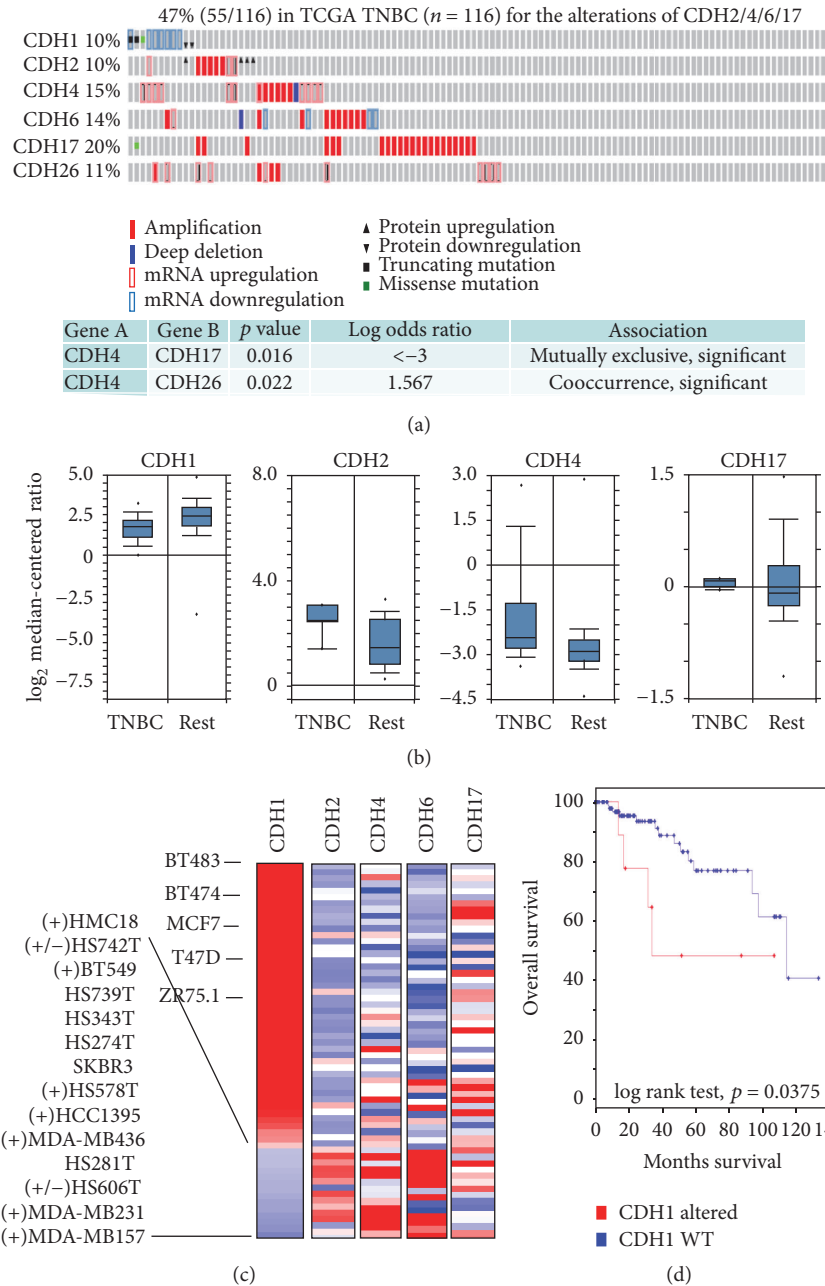 47% (55/116) in TCGA TNBC (n = 116) for the alterations of CDH2/4/6/17
CDH1 10%
CDH2 10%
CDH4 15%
CDH6 14%
CDH17 20%
CDH26 11%
Amplification
Deep deletion
mRNA upregulation
mRNA downregulation
Protein upregulation
Protein downregulation
Truncating mutation
Missense mutation
Gene A Gene B p value Log odds ratio Association
CDH4 CDH17 0.016 <−3 Mutually exclusive, significant
CDH4 CDH26 0.022 1.567 Cooccurrence, significant
(a)
log2 median-centered ratio
CDH1
5.0
2.5
0
−2.5
−5.0
−7.5
TNBC Rest
CDH2
8.0
4.0
0
TNBC Rest
CDH4
3.0
1.5
0
−1.5
−3.0
−4.5
TNBC Rest
CDH17
1.5
0
−1.5
TNBC Rest
(b)
CDH1 CDH2 CDH4 CDH6 CDH17
BT483
BT474
MCF7
T47D
ZR75.1
(+)HMC18
(+/−)HS742T
(+)BT549
HS739T
HS343T
HS274T
SKBR3
(+)HS578T
(+)HCC1395
(+)MDA-MB436
HS281T
(+/−)HS606T
(+)MDA-MB231
(+)MDA-MB157
(c)
Overall survival
100
80
60
40
20
0
log rank test, p = 0.0375
0 20 40 60 80 100 120
Months survival
CDH1 altered
CDH1 WT
(d)